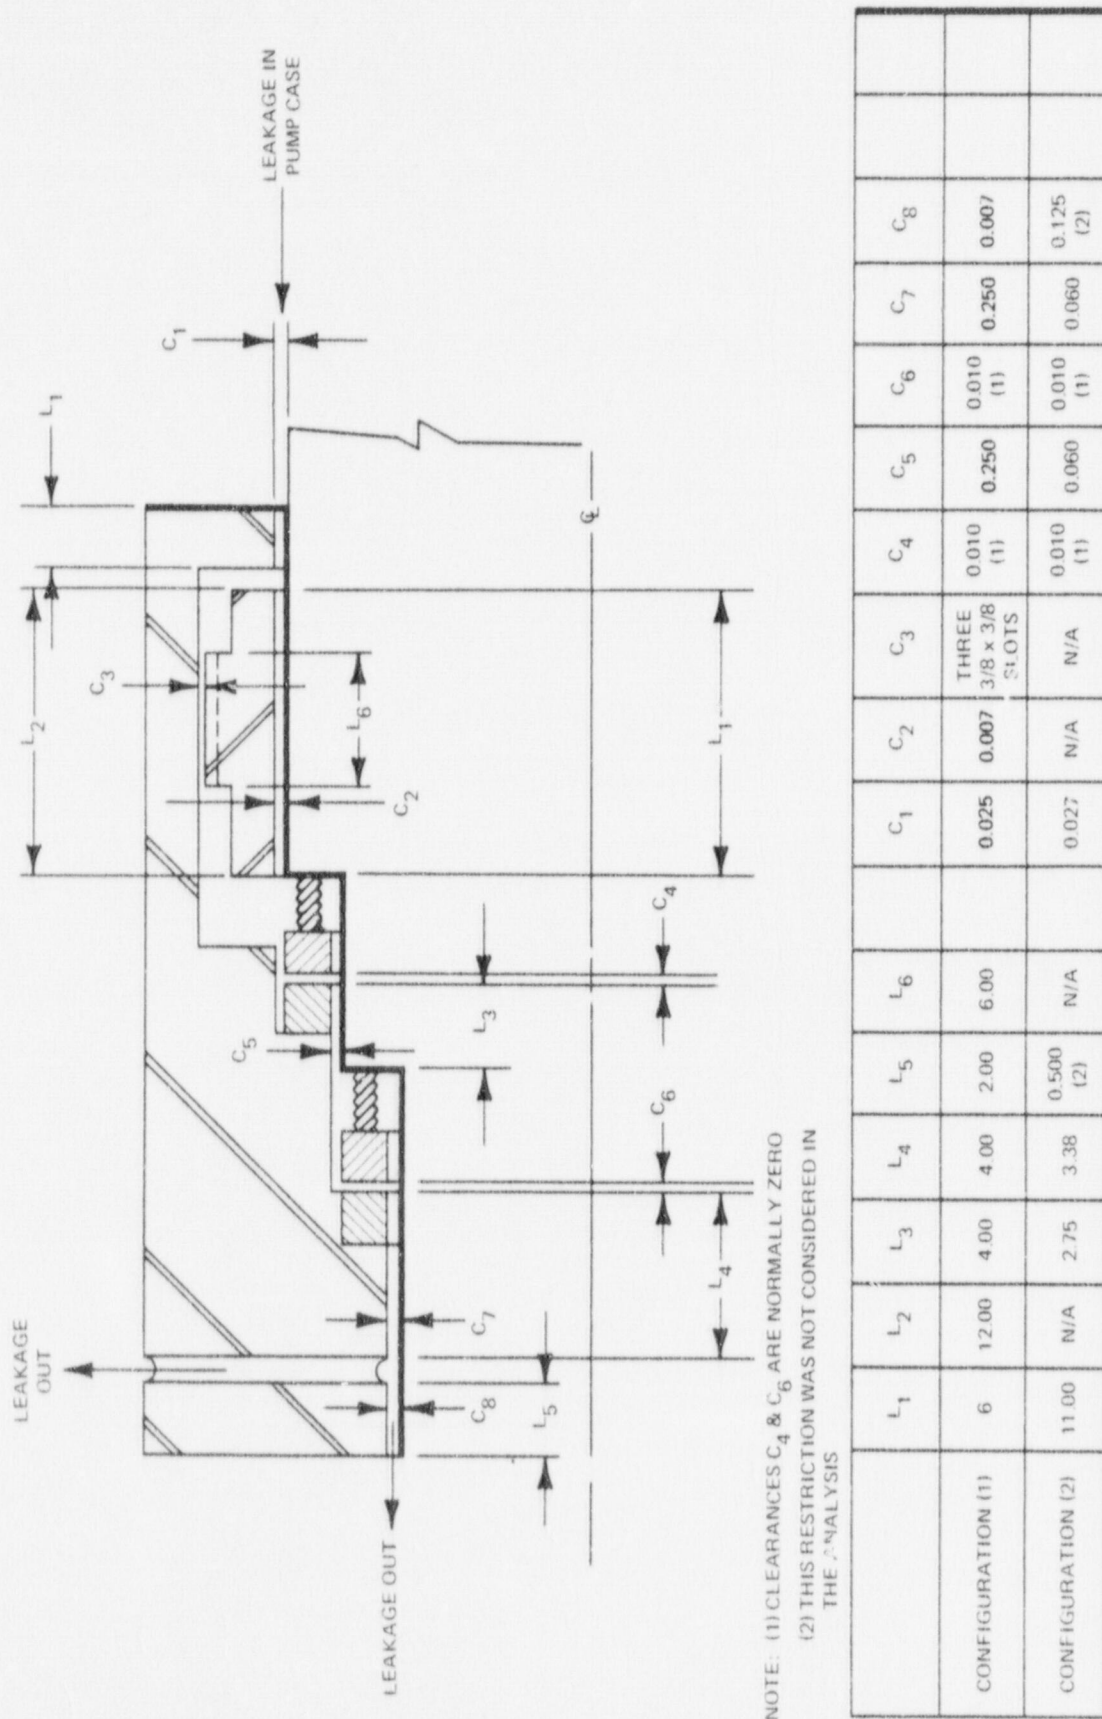 LEAKAGE IN
PUMP CASE
C1
L1
L2
C3
L6
C2
L1
C4
L3
C5
C6
L4
C7
C8
L5
℄
LEAKAGE
OUT
LEAKAGE OUT
NOTE: (1) CLEARANCES C4 & C6 ARE NORMALLY ZERO
(2) THIS RESTRICTION WAS NOT CONSIDERED IN
THE ANALYSIS
L1 L2 L3 L4 L5 L6 C1 C2 C3 C4 C5 C6 C7 C8
CONFIGURATION (1) 6 12.00 4.00 4.00 2.00 6.00 0.025 0.007 THREE 3/8 x 3/8 SLOTS 0.010 (1) 0.250 0.010 (1) 0.250 0.007
CONFIGURATION (2) 11.00 N/A 2.75 3.38 0.500 (2) N/A 0.027 N/A N/A 0.010 (1) 0.060 0.010 (1) 0.060 0.125 (2)